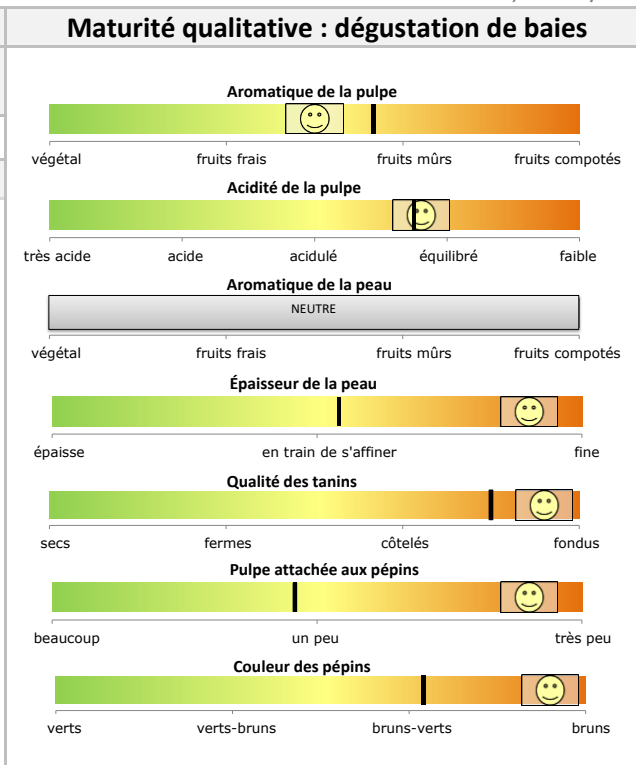 Maturité qualitative : dégustation de baies
Aromatique de la pulpe
végétal fruits frais fruits mûrs fruits compotés
Acidité de la pulpe
très acide acide acidulé équilibré faible
Aromatique de la peau
NEUTRE
végétal fruits frais fruits mûrs fruits compotés
Épaisseur de la peau
épaisse en train de s'affiner fine
Qualité des tanins
secs fermes côtelés fondus
Pulpe attachée aux pépins
beaucoup un peu très peu
Couleur des pépins
verts verts-bruns bruns-verts bruns